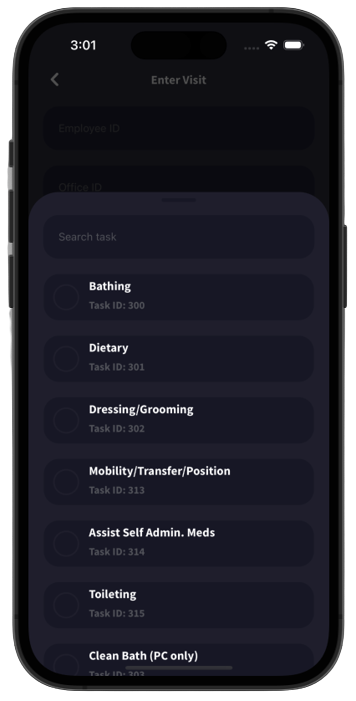 3:01
Enter Visit
Employee ID
Office ID
Search task
Bathing
Task ID: 300
Dietary
Task ID: 301
Dressing/Grooming
Task ID: 302
Mobility/Transfer/Position
Task ID: 313
Assist Self Admin. Meds
Task ID: 314
Toileting
Task ID: 315
Clean Bath (PC only)
Task ID: 303